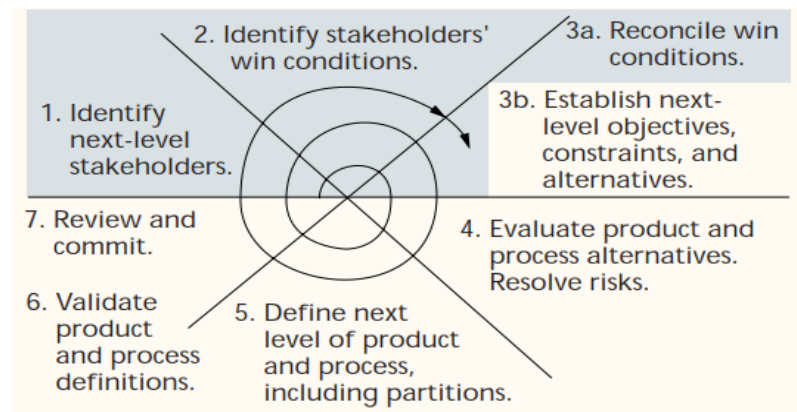 2. Identify stakeholders'
win conditions.
3a. Reconcile win
conditions.
1. Identify
next-level
stakeholders.
3b. Establish next-
level objectives,
constraints, and
alternatives.
7. Review and
commit.
4. Evaluate product and
process alternatives.
Resolve risks.
6. Validate
product
and process
definitions.
5. Define next
level of product
and process,
including partitions.